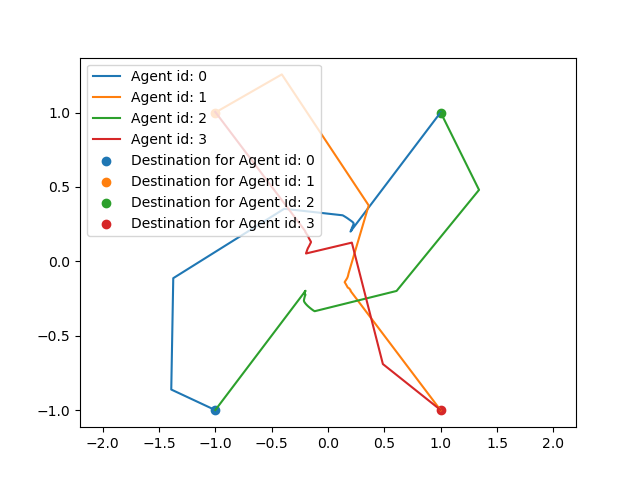 Agent id: 0
Agent id: 1
Agent id: 2
Agent id: 3
Destination for Agent id: 0
Destination for Agent id: 1
Destination for Agent id: 2
Destination for Agent id: 3
1.0
0.5
0.0
−0.5
−1.0
−2.0 −1.5 −1.0 −0.5 0.0 0.5 1.0 1.5 2.0